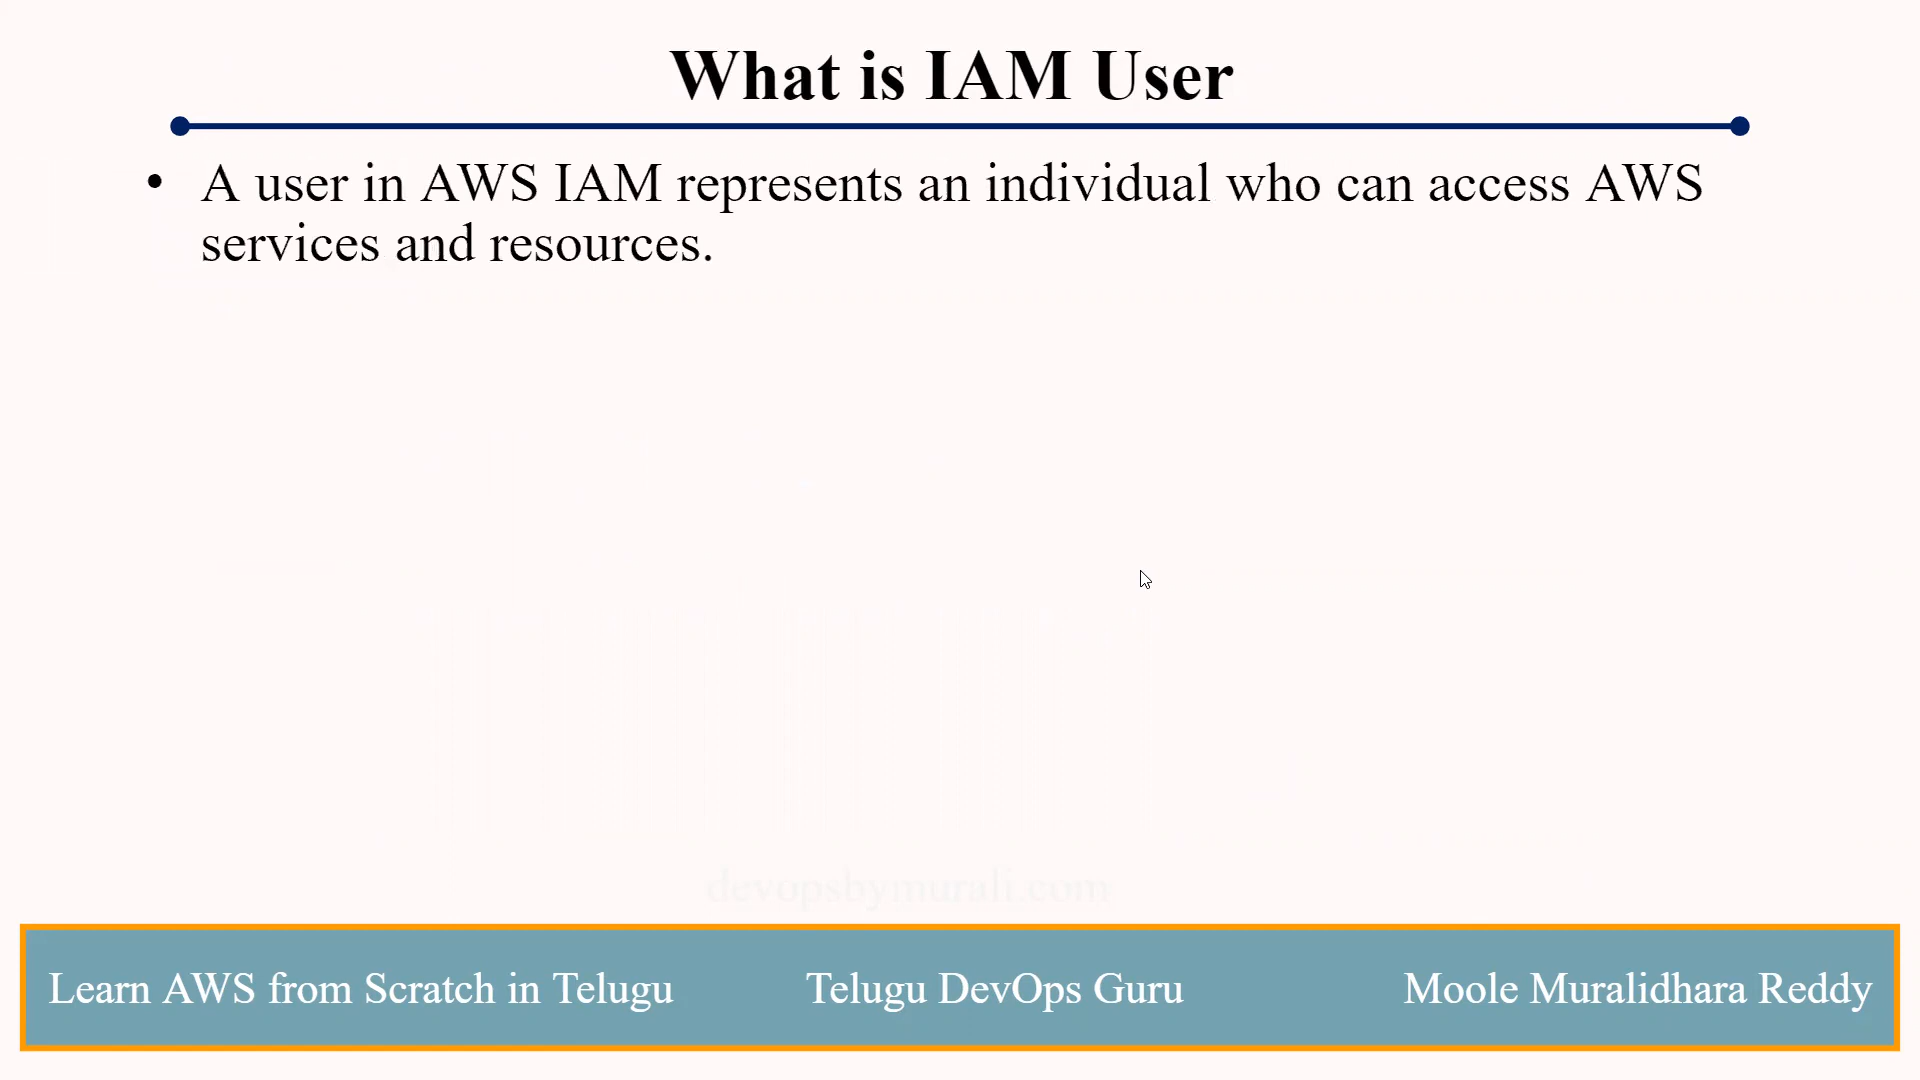 What is IAM User
• A user in AWS IAM represents an individual who can access AWS
services and resources.
devopsbymurali.com
Learn AWS from Scratch in Telugu
Telugu DevOps Guru
Moole Muralidhara Reddy